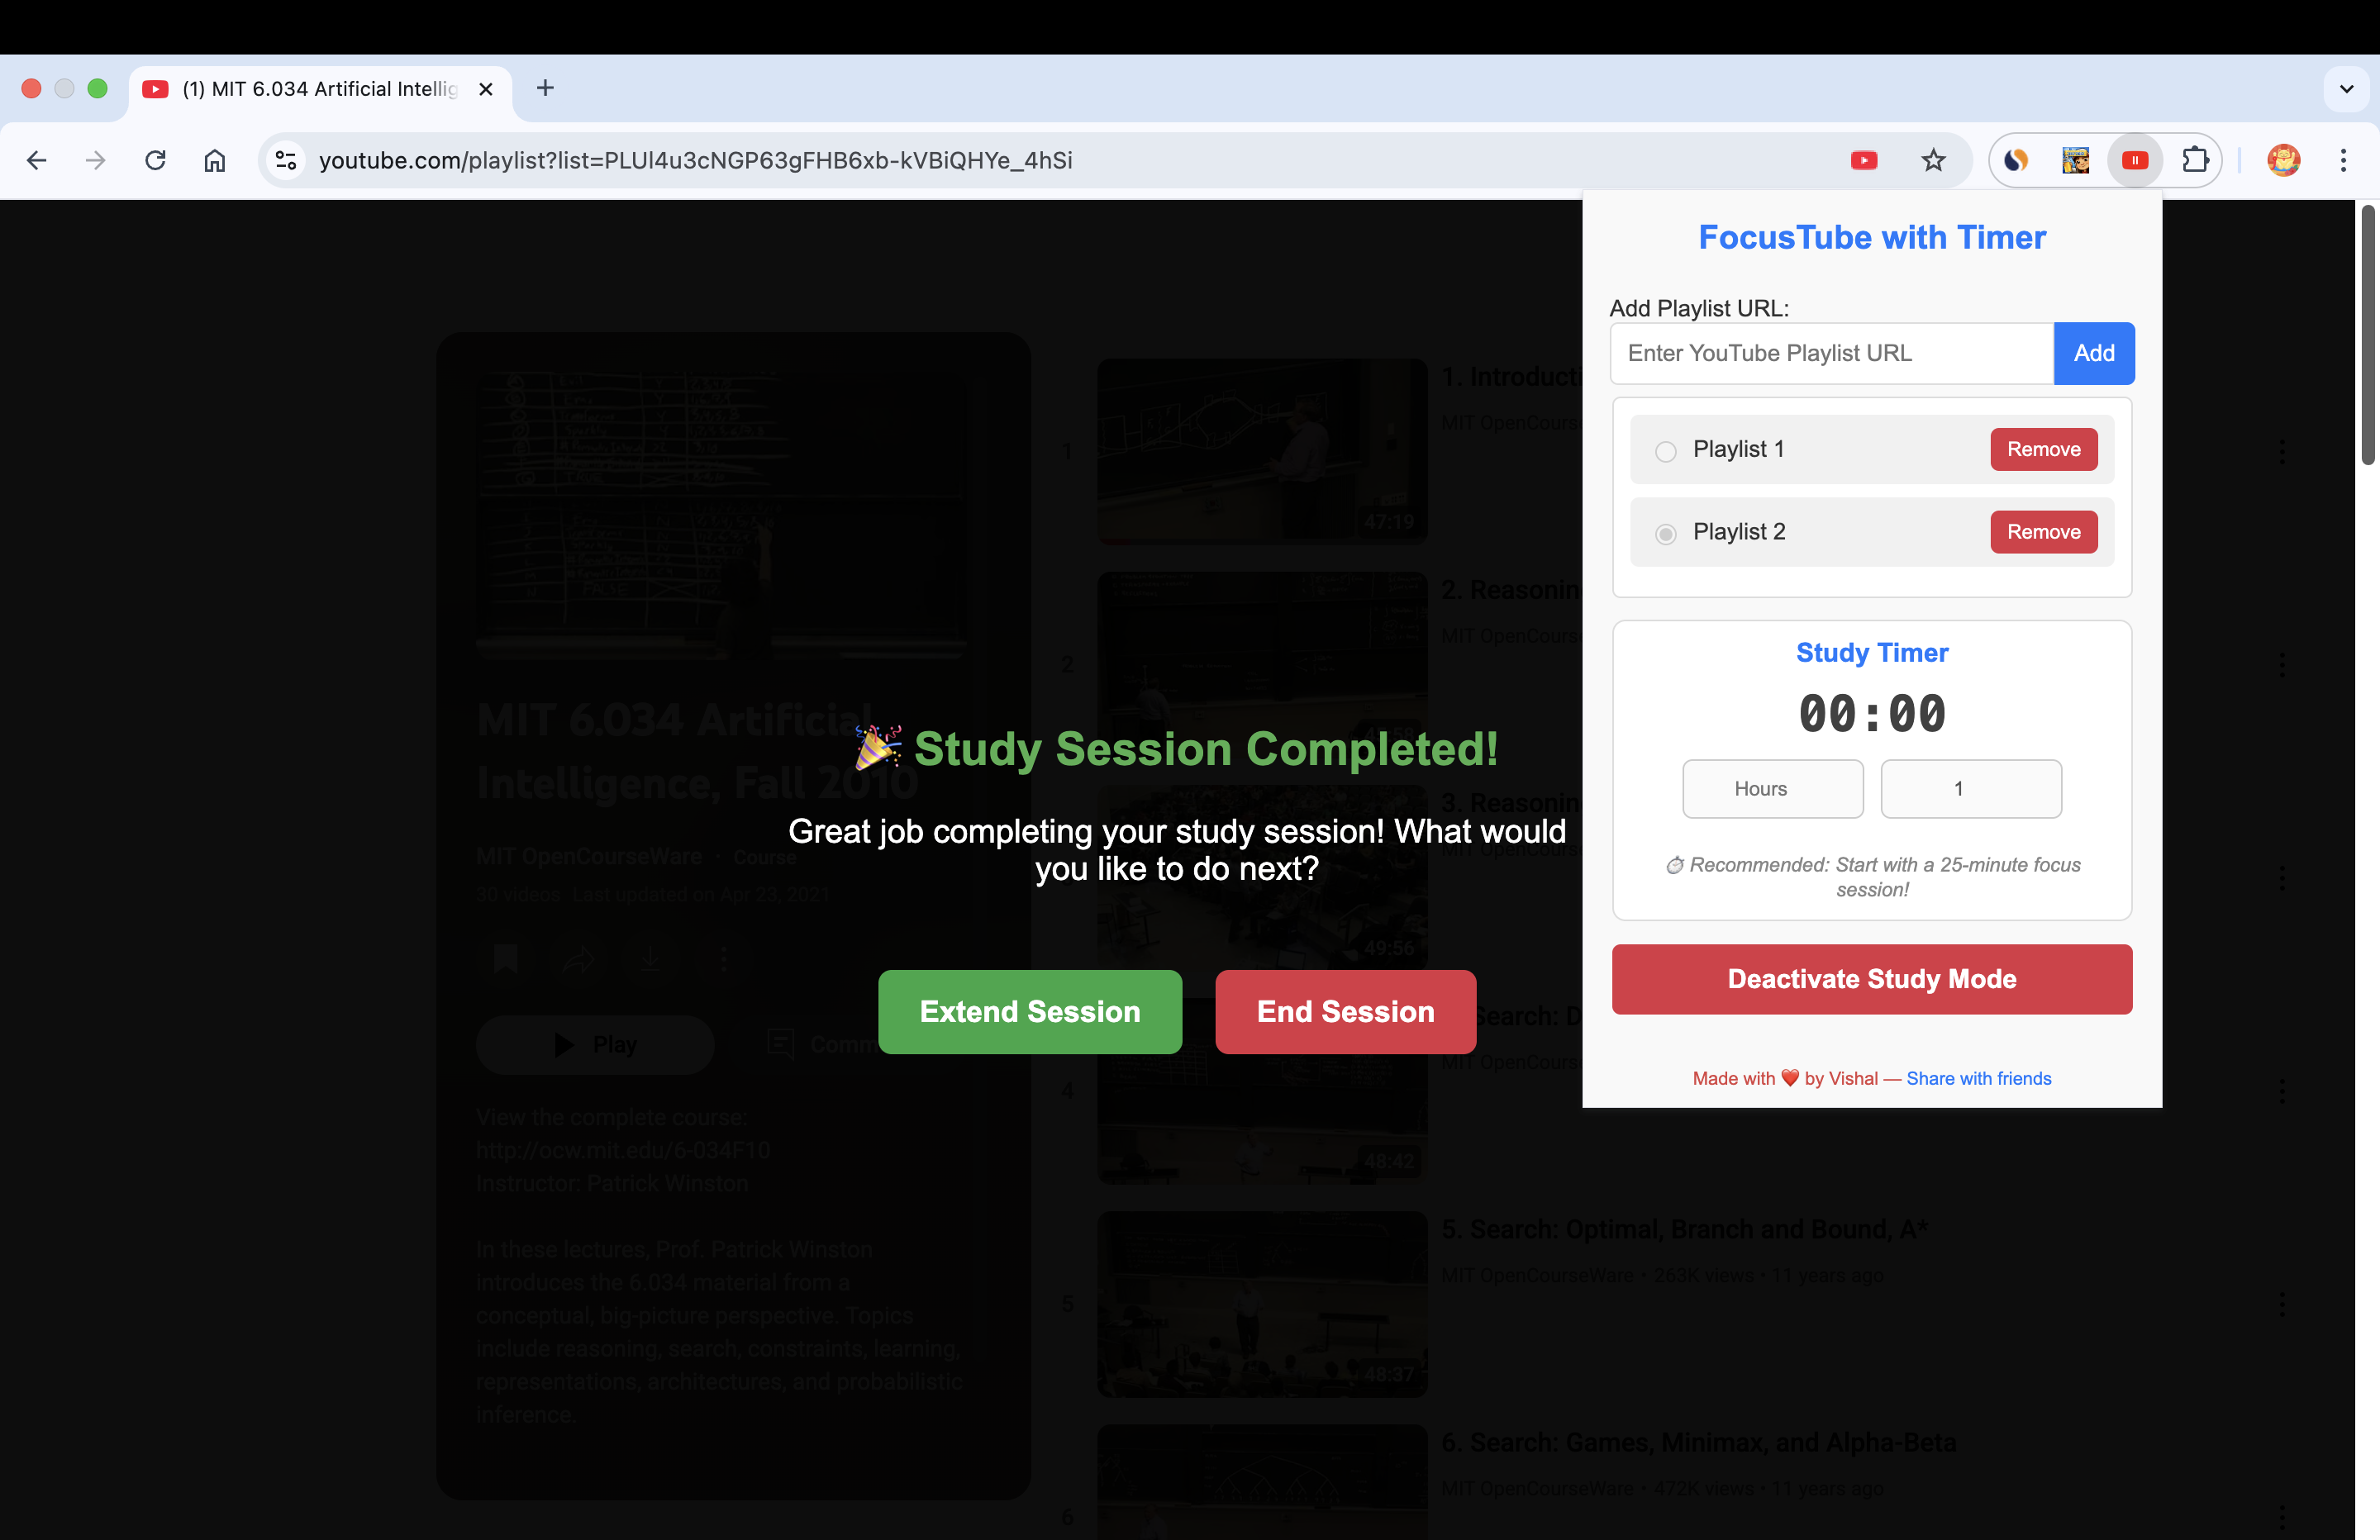 (1) MIT 6.034 Artificial Intellig
youtube.com/playlist?list=PLUl4u3cNGP63gFHB6xb-kVBiQHYe_4hSi
FocusTube with Timer
Add Playlist URL:
Enter YouTube Playlist URL
Add
Playlist 1
Remove
Playlist 2
Remove
Study Timer
00:00
Hours
1
Recommended: Start with a 25-minute focus
session!
Deactivate Study Mode
Made with ❤️ by Vishal — Share with friends
🎉 Study Session Completed!
Great job completing your study session! What would
you like to do next?
Extend Session
End Session
MIT 6.034 Artificial
Intelligence, Fall 2010
MIT OpenCourseWare • Course
30 videos Last updated on Apr 23, 2021
Play
Comm
View the complete course:
http://ocw.mit.edu/6-034F10
Instructor: Patrick Winston
In these lectures, Prof. Patrick Winston
introduces the 6.034 material from a
conceptual, big-picture perspective. Topics
include reasoning, search, constraints, learning,
representations, architectures, and probabilistic
inference.
1
47:19
1. Introducti
MIT OpenCourse
2
2. Reasonin
MIT OpenCourse
49:56
3. Reasonin
4
48:42
Search: D
MIT OpenCourse
5
48:37
5. Search: Optimal, Branch and Bound, A*
MIT OpenCourseWare • 263K views • 11 years ago
6
6. Search: Games, Minimax, and Alpha-Beta
MIT OpenCourseWare • 472K views • 11 years ago